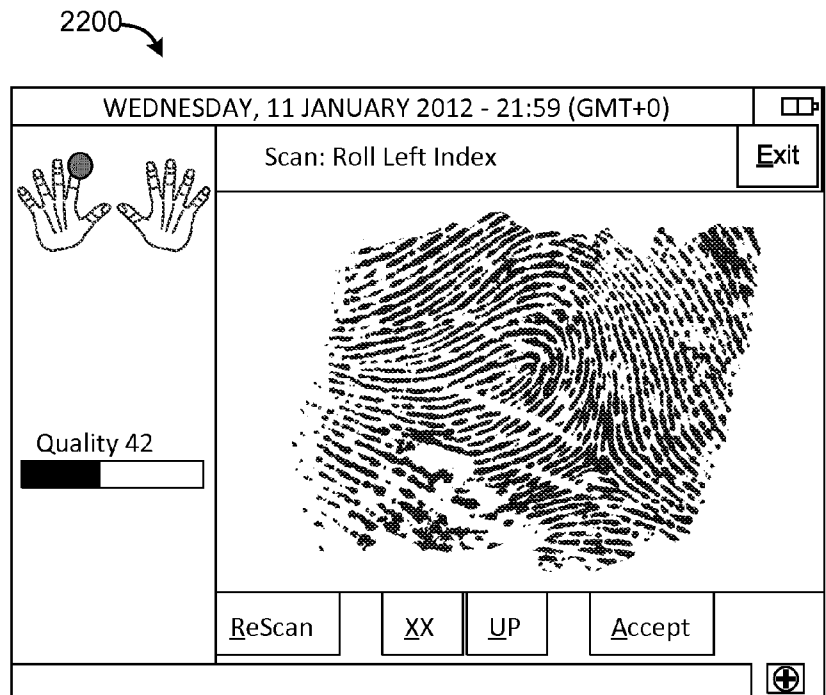 2200
WEDNESDAY, 11 JANUARY 2012 - 21:59 (GMT+0)
Scan: Roll Left Index
Exit
Quality 42
ReScan
XX
UP
Accept